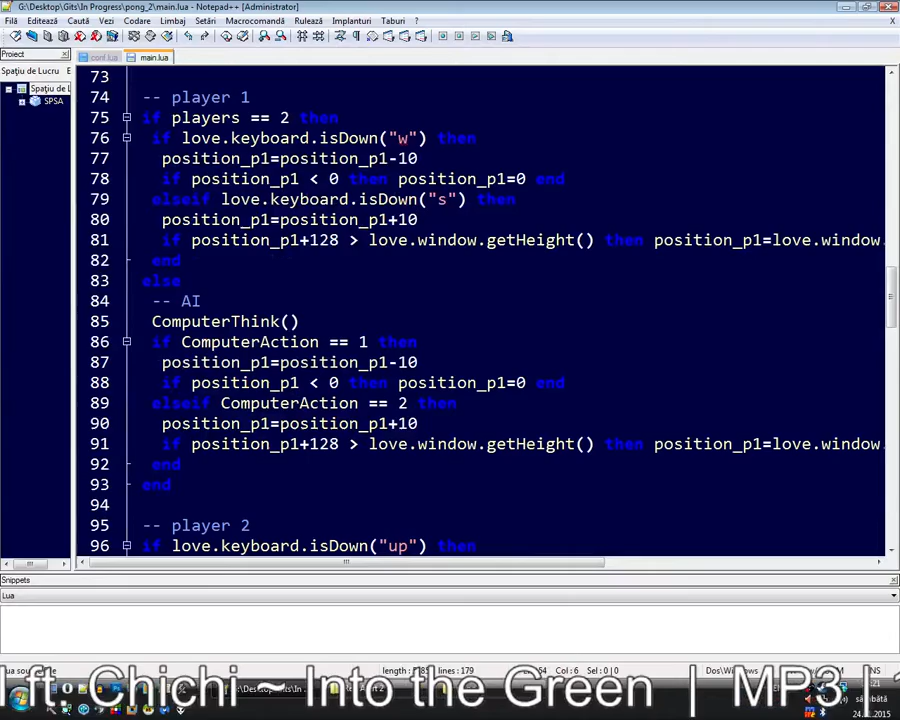 G:\Desktop\Gits\In Progress\pong_2\main.lua - Notepad++ [Administrator]
Filă Editează Caută Vezi Codare Limbaj Setări Macrocomandă Rulează Implanturi Taburi ? X
Proiect
conf.lua main.lua
Spaţiu de Lucru E
Spaţiu de L
SPSA
73
74 -- player 1
75 if players == 2 then
76 if love.keyboard.isDown("w") then
77 position_p1=position_p1-10
78 if position_p1 < 0 then position_p1=0 end
79 elseif love.keyboard.isDown("s") then
80 position_p1=position_p1+10
81 if position_p1+128 > love.window.getHeight() then position_p1=love.window.
82 end
83 else
84 -- AI
85 ComputerThink()
86 if ComputerAction == 1 then
87 position_p1=position_p1-10
88 if position_p1 < 0 then position_p1=0 end
89 elseif ComputerAction == 2 then
90 position_p1=position_p1+10
91 if position_p1+128 > love.window.getHeight() then position_p1=love.window.
92 end
93 end
94
95 -- player 2
96 if love.keyboard.isDown("up") then
Snippets
Lua
lines : 179 Col : 6 Sel : 0 | 0 Dos\Windows INS
ft. Chichi ~ Into the Green | MP3 |
sâmbătă